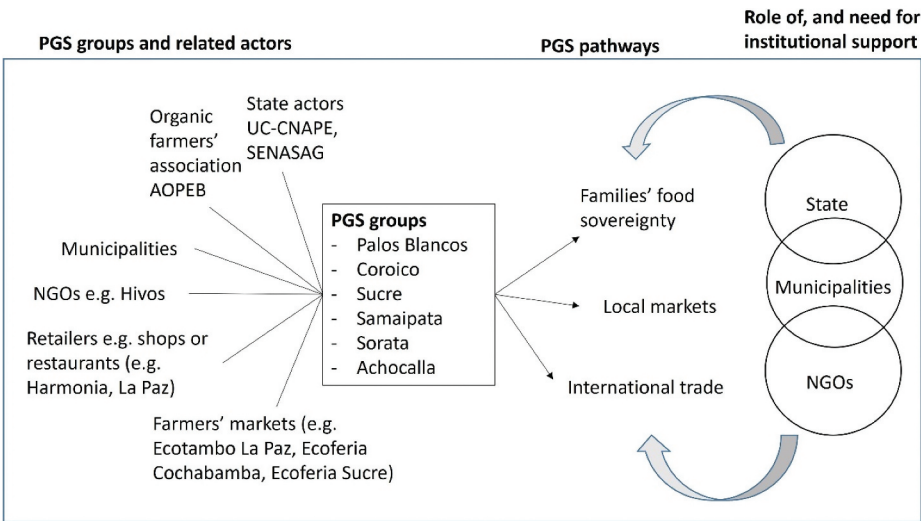 PGS groups and related actors
PGS pathways
Role of, and need for
institutional support
Organic
farmers’
association
AOPEB
State actors
UC-CNAPE,
SENASAG
Municipalities
NGOs e.g. Hivos
Retailers e.g. shops or
restaurants (e.g.
Harmonia, La Paz)
Farmers’ markets (e.g.
Ecotambo La Paz, Ecoferia
Cochabamba, Ecoferia Sucre)
PGS groups
- Palos Blancos
- Coroico
- Sucre
- Samaipata
- Sorata
- Achocalla
Families’ food
sovereignty
Local markets
International trade
State
Municipalities
NGOs